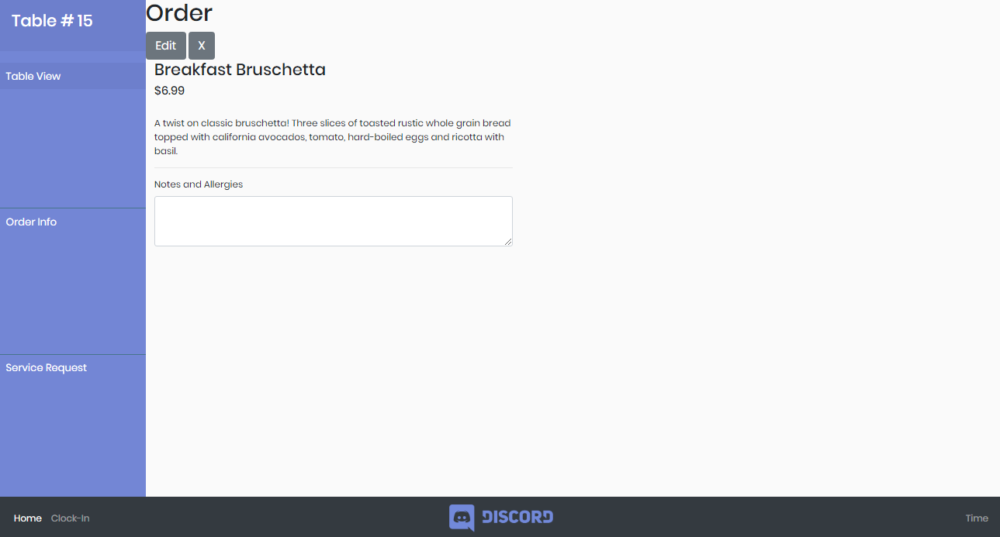 Table # 15
Table View
Order Info
Service Request
Order
Edit X
Breakfast Bruschetta
$6.99
A twist on classic bruschetta! Three slices of toasted rustic whole grain bread
topped with california avocados, tomato, hard-boiled eggs and ricotta with
basil.
Notes and Allergies
Home Clock-In
DISCORD
Time